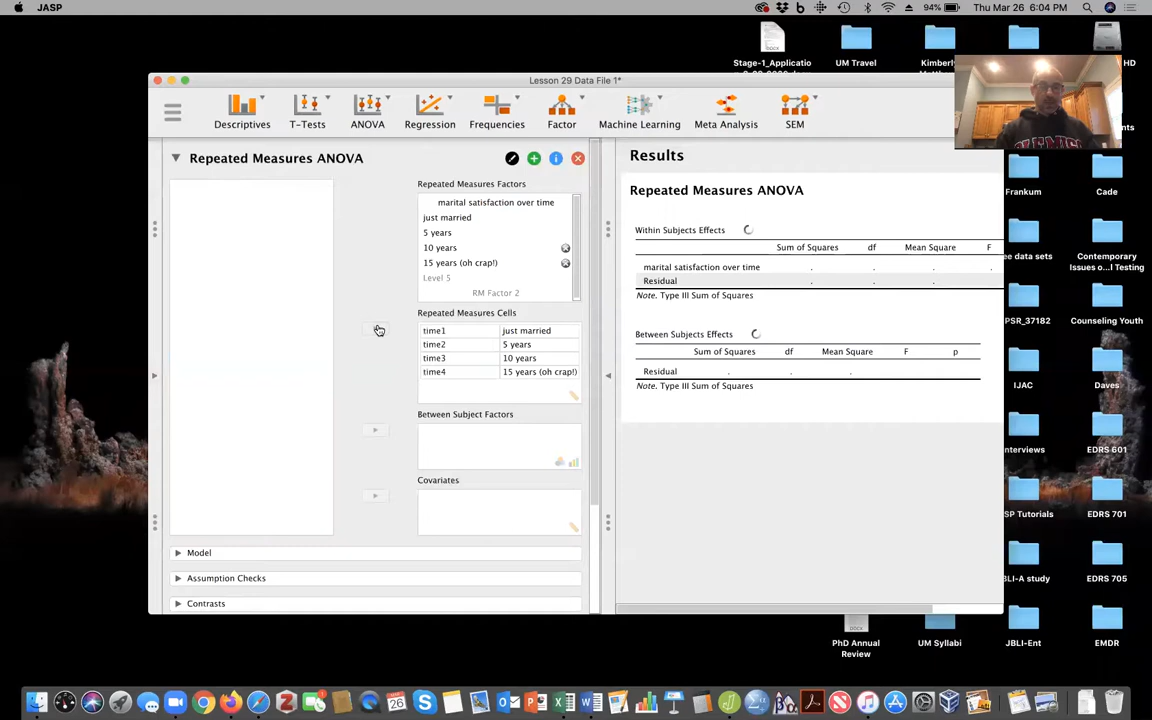 JASP
94%
Thu Mar 26 6:04 PM
Stage-1_Applicatio
UM Travel
HD
Lesson 29 Data File 1*
Descriptives
T-Tests
ANOVA
Regression
Frequencies
Factor
Machine Learning
Meta Analysis
SEM
Repeated Measures ANOVA
Repeated Measures Factors
marital satisfaction over time
just married
5 years
10 years
15 years (oh crap!)
Level 5
RM Factor 2
Repeated Measures Cells
time1 just married
time2 5 years
time3 10 years
time4 15 years (oh crap!)
Between Subject Factors
Covariates
Model
Assumption Checks
Contrasts
Results
Repeated Measures ANOVA
Within Subjects Effects
Sum of Squares df Mean Square F
marital satisfaction over time . . . .
Residual . . .
Note. Type III Sum of Squares
Between Subjects Effects
Sum of Squares df Mean Square F p
Residual . . .
Note. Type III Sum of Squares
Frankum
Cade
ee data sets
Contemporary
Issues o...l Testing
PSR_37182
Counseling Youth
IJAC
Daves
nterviews
EDRS 601
SP Tutorials
EDRS 701
BLI-A study
EDRS 705
PhD Annual
Review
UM Syllabi
JBLI-Ent
EMDR